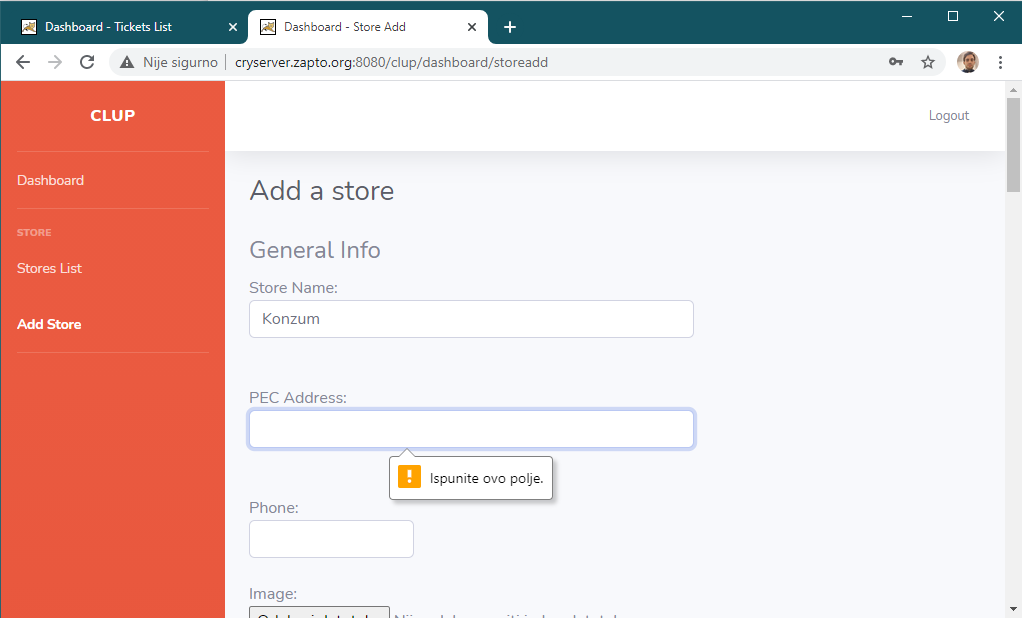 Dashboard - Tickets List
Dashboard - Store Add
Nije sigurno
cryserver.zapto.org:8080/clup/dashboard/storeadd
CLUP
Logout
Dashboard
STORE
Stores List
Add Store
Add a store
General Info
Store Name:
Konzum
PEC Address:
Ispunite ovo polje.
Phone:
Image: